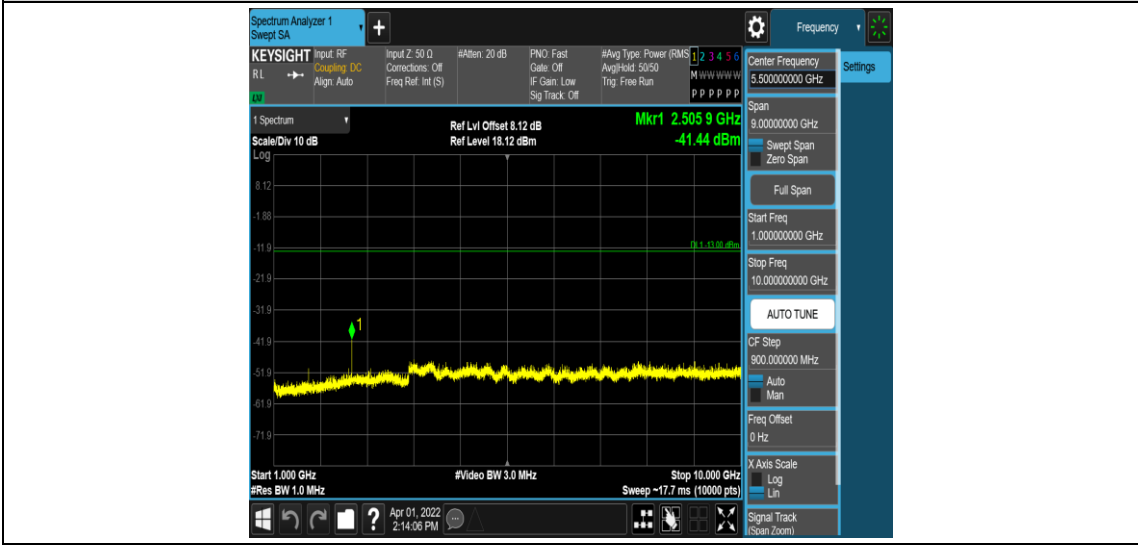 Spectrum Analyzer 1
Swept SA
Frequency
KEYSIGHT
RL
LXI
Input: RF
Coupling: DC
Align: Auto
Input Z: 50 Ω
Corrections: Off
Freq Ref: Int (S)
#Atten: 20 dB
PNO: Fast
Gate: Off
IF Gain: Low
Sig Track: Off
#Avg Type: Power (RMS
Avg|Hold: 50/50
Trig: Free Run
1 2 3 4 5 6
M W W W W W
P P P P P P
1 Spectrum
Scale/Div 10 dB
Log
Ref Lvl Offset 8.12 dB
Ref Level 18.12 dBm
Mkr1 2.505 9 GHz
-41.44 dBm
8.12
-1.88
-11.9
DL1 -13.00 dBm
-21.9
-31.9
1
-41.9
-51.9
-61.9
-71.9
Start 1.000 GHz
#Res BW 1.0 MHz
#Video BW 3.0 MHz
Stop 10.000 GHz
Sweep ~17.7 ms (10000 pts)
?
Apr 01, 2022
2:14:06 PM
Center Frequency
5.500000000 GHz
Settings
Span
9.00000000 GHz
Swept Span
Zero Span
Full Span
Start Freq
1.000000000 GHz
Stop Freq
10.000000000 GHz
AUTO TUNE
CF Step
900.000000 MHz
Auto
Man
Freq Offset
0 Hz
X Axis Scale
Log
Lin
Signal Track
(Span Zoom)